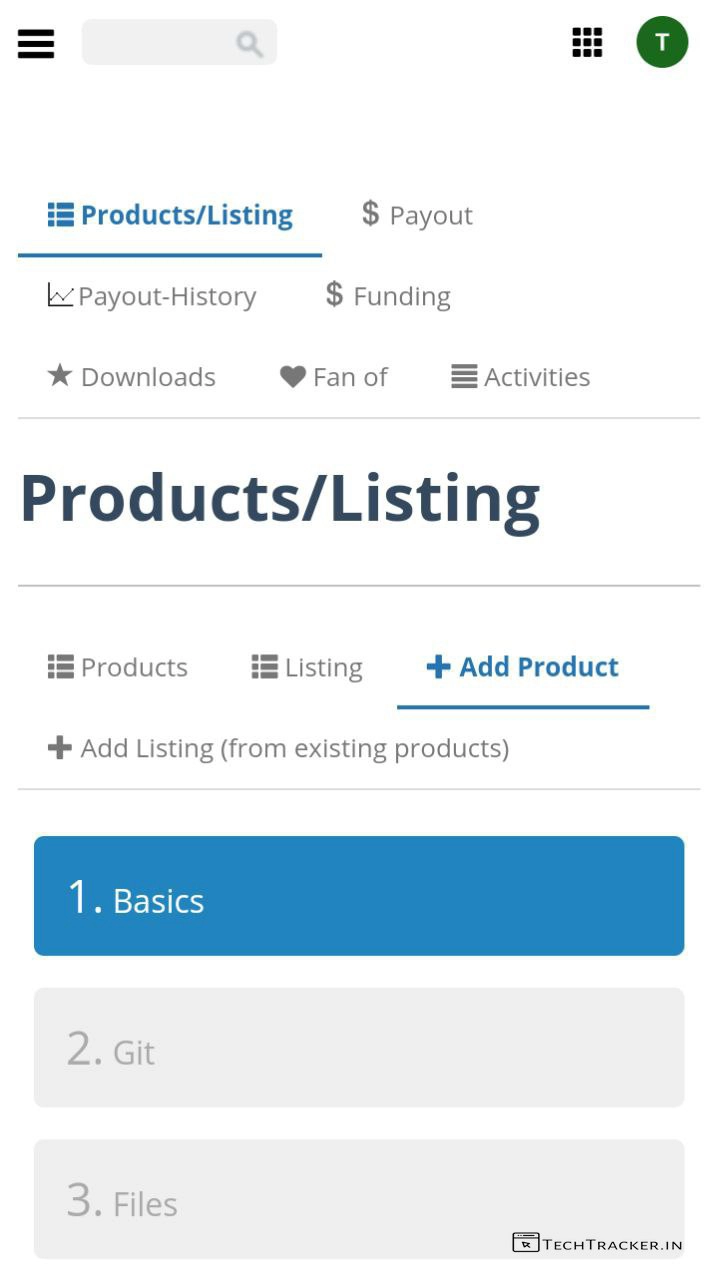 T
Products/Listing $ Payout
Payout-History $ Funding
Downloads Fan of Activities
Products/Listing
Products Listing + Add Product
+ Add Listing (from existing products)
1. Basics
2. Git
3. Files
TECHTRACKER.IN